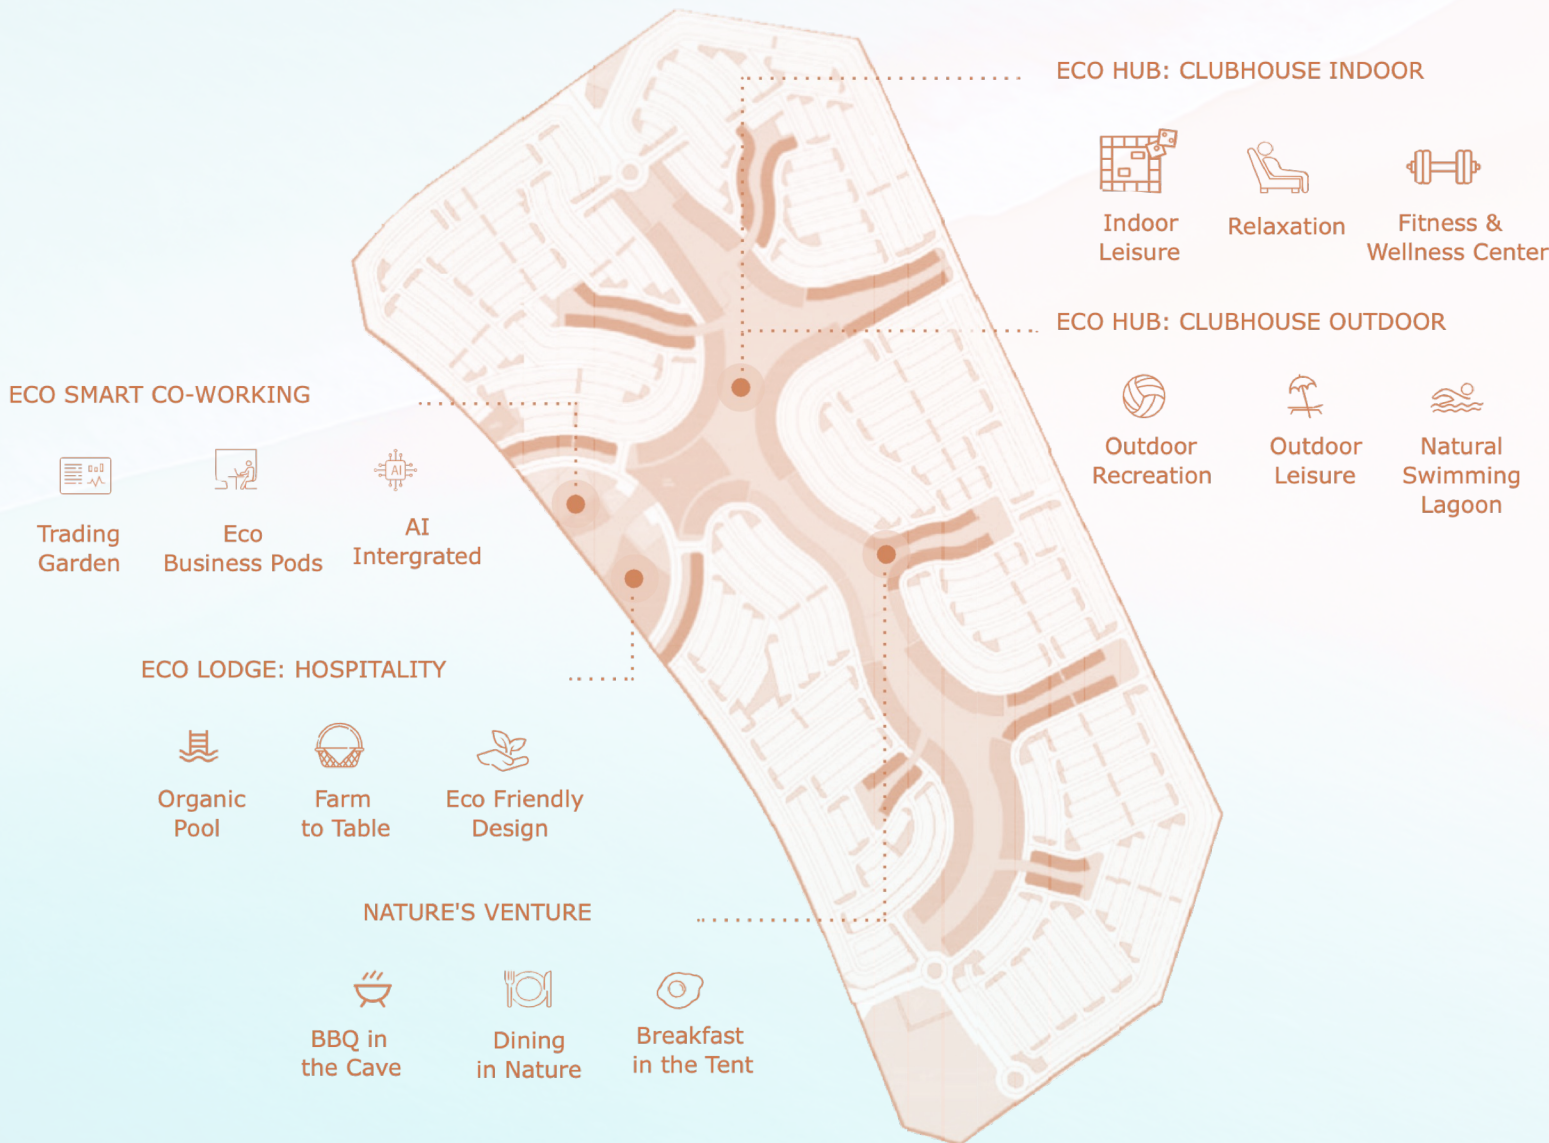 ECO HUB: CLUBHOUSE INDOOR
Indoor
Leisure
Relaxation
Fitness &
Wellness Center
ECO HUB: CLUBHOUSE OUTDOOR
Outdoor
Recreation
Outdoor
Leisure
Natural
Swimming
Lagoon
ECO SMART CO-WORKING
AI
Trading
Garden
Eco
Business Pods
AI
Intergrated
ECO LODGE: HOSPITALITY
Organic
Pool
Farm
to Table
Eco Friendly
Design
NATURE'S VENTURE
BBQ in
the Cave
Dining
in Nature
Breakfast
in the Tent